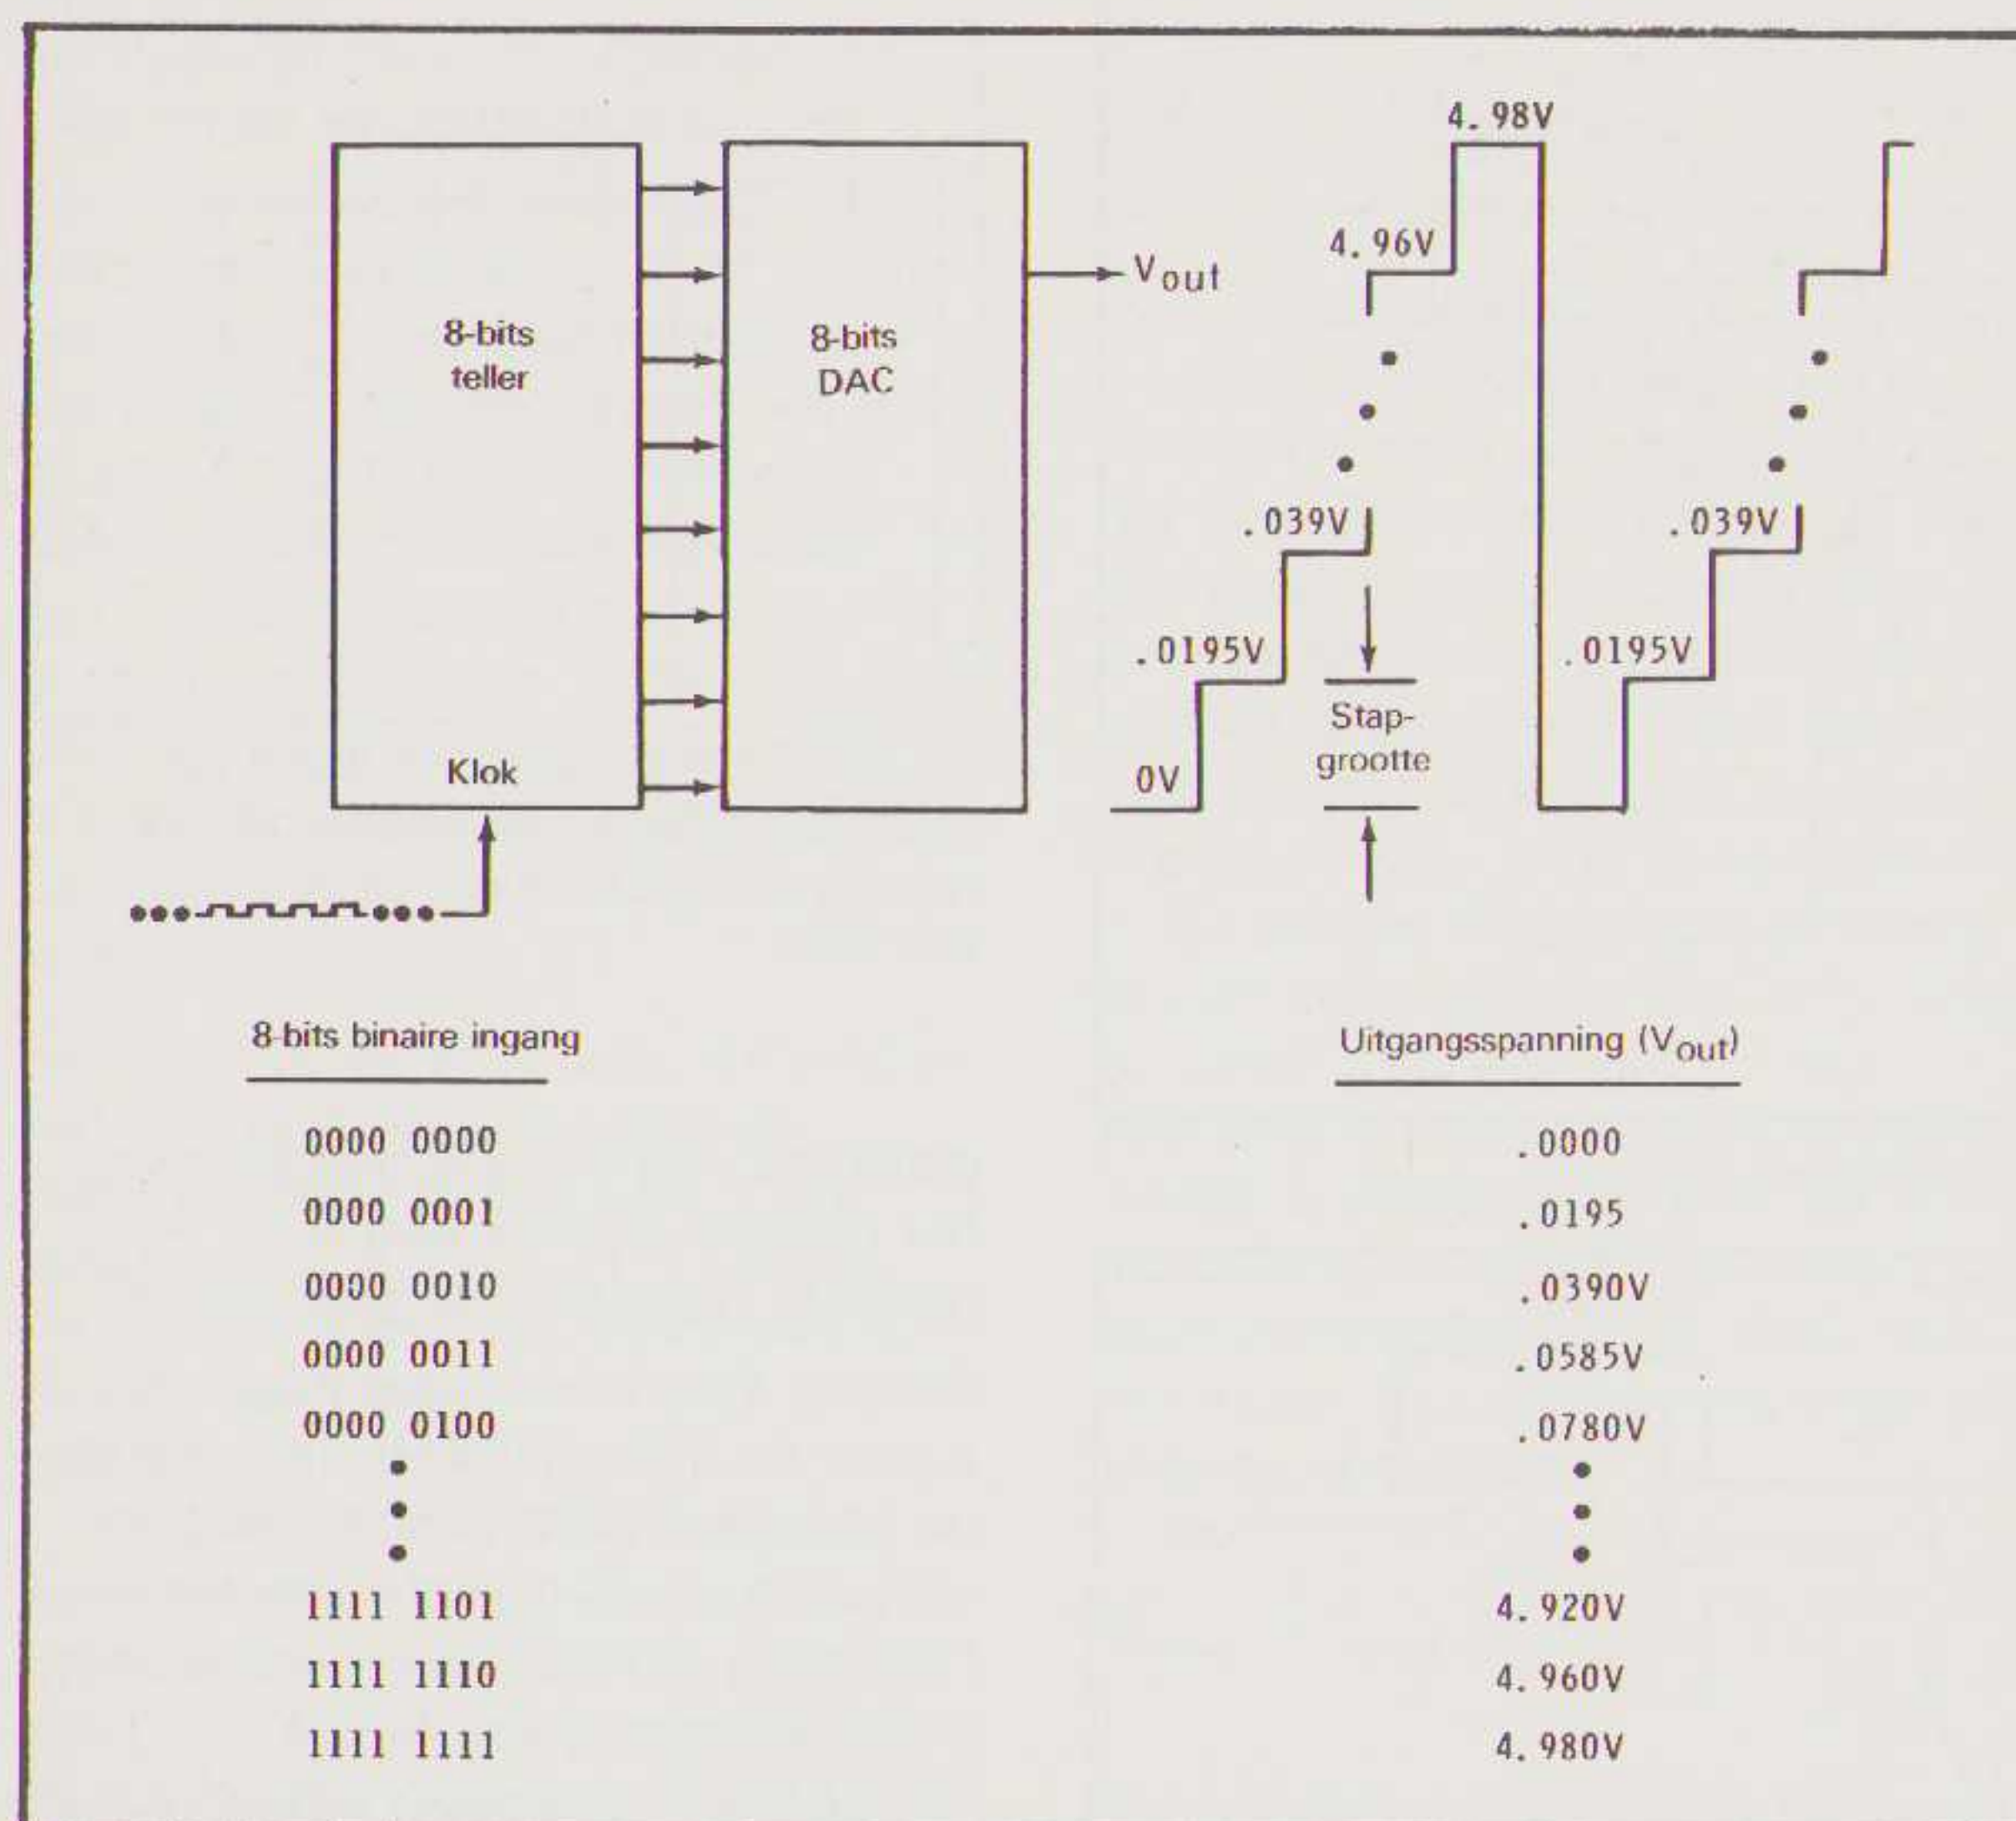 4.98V
4.96V
Vout
8-bits
teller
8-bits
DAC
.039V
.039V
.0195V
.0195V
Stap-
grootte
0V
Klok
8-bits binaire ingang
Uitgangsspanning (Vout)
0000 0000
.0000
0000 0001
.0195
0000 0010
.0390V
0000 0011
.0585V
0000 0100
.0780V
1111 1101
4.920V
1111 1110
4.960V
1111 1111
4.980V